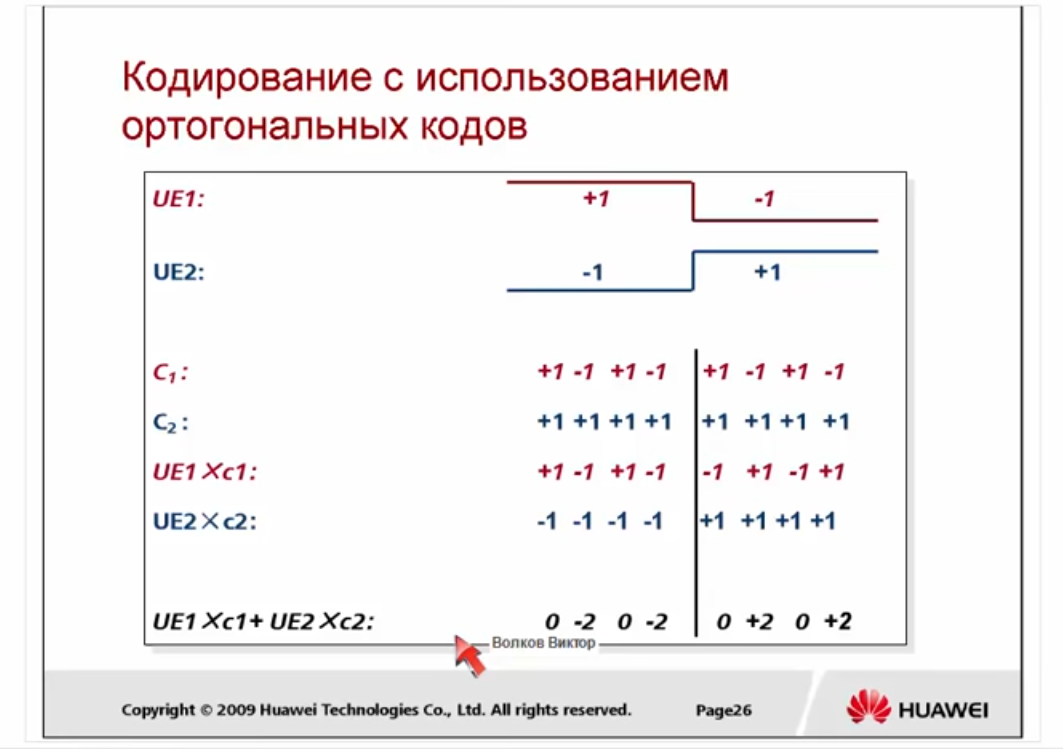 Кодирование с использованием
ортогональных кодов
UE1: +1 -1
UE2: -1 +1
C1: +1 -1 +1 -1 +1 -1 +1 -1
C2: +1 +1 +1 +1 +1 +1 +1 +1
UE1×c1: +1 -1 +1 -1 -1 +1 -1 +1
UE2×c2: -1 -1 -1 -1 +1 +1 +1 +1
UE1×c1+ UE2×c2: 0 -2 0 -2 0 +2 0 +2
Волков Виктор
Copyright © 2009 Huawei Technologies Co., Ltd. All rights reserved. Page26 HUAWEI